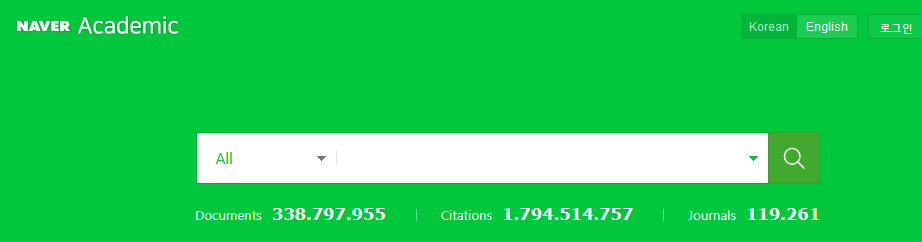 NAVER Academic Korean English 로그인
All
Documents 338.797.955 Citations 1.794.514.757 Journals 119.261